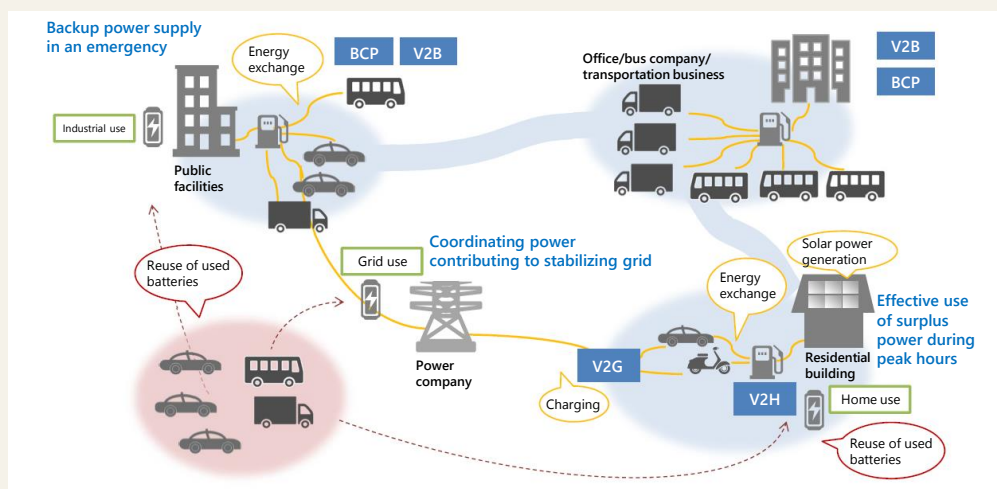 Backup power supply
in an emergency
Energy
exchange
BCP
V2B
Industrial use
Public
facilities
Office/bus company/
transportation business
V2B
BCP
Reuse of used
batteries
Grid use
Coordinating power
contributing to stabilizing grid
Power
company
V2G
Charging
Energy
exchange
Solar power
generation
Effective use
of surplus
power during
peak hours
Residential
building
V2H
Home use
Reuse of used
batteries